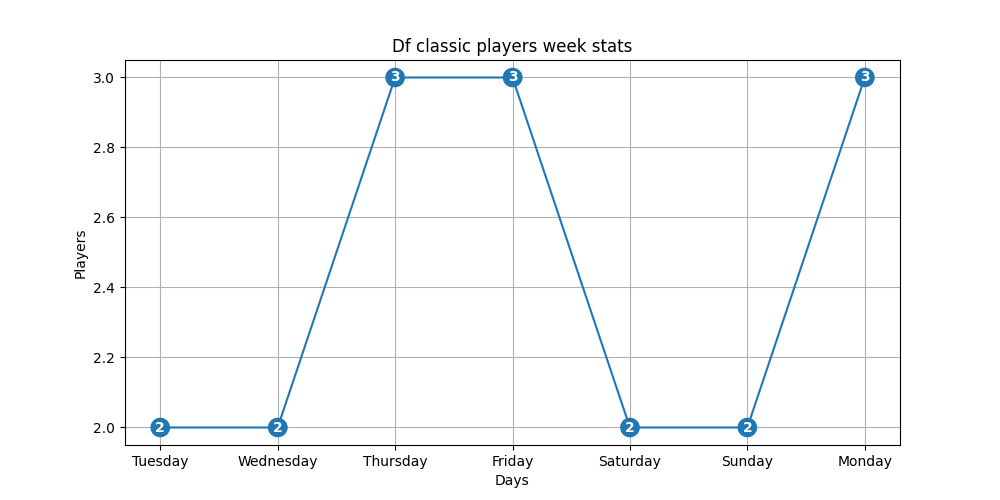 Df classic players week stats
3.0
2.8
2.6
2.4
2.2
2.0
Players
2 2 3 3 2 2 3
Tuesday Wednesday Thursday Friday Saturday Sunday Monday
Days